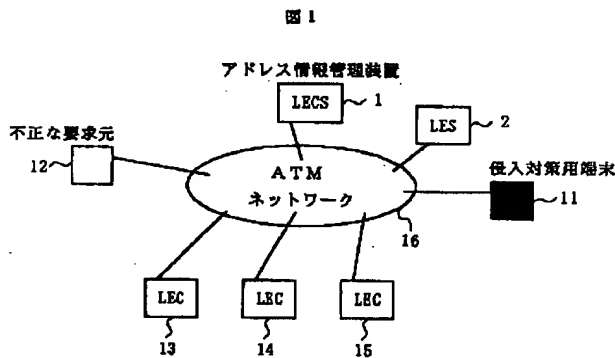 図 1
アドレス情報管理装置
LECS 1
LES 2
不正な要求元
12
ATM
ネットワーク
侵入対策用端末
11
16
LEC
LEC
LEC
13
14
15